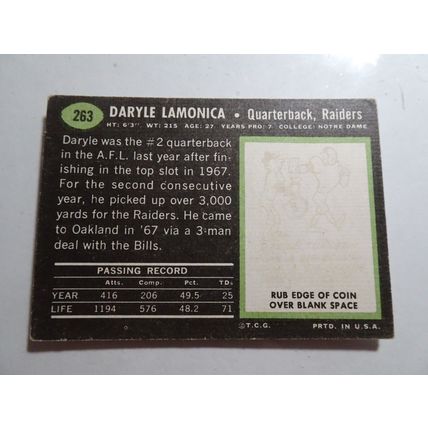 263
DARYLE LAMONICA • Quarterback, Raiders
HT: 6'3" WT: 215 AGE: 27 YEARS PRO: 7 COLLEGE: NOTRE DAME
Daryle was the #2 quarterback
in the A.F.L. last year after fin-
ishing in the top slot in 1967.
For the second consecutive
year, he picked up over 3,000
yards for the Raiders. He came
to Oakland in '67 via a 3-man
deal with the Bills.
PASSING RECORD
Atts. Comp. Pct. TDs
YEAR 416 206 49.5 25
LIFE 1194 576 48.2 71
RUB EDGE OF COIN
OVER BLANK SPACE
©T.C.G. PRTD. IN U.S.A.